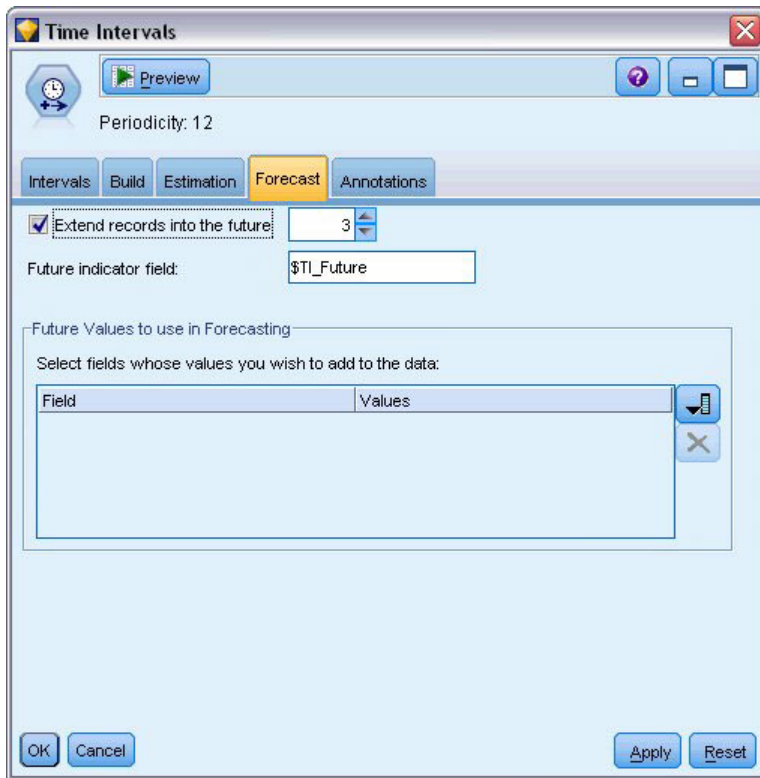 Time Intervals
Preview
Periodicity: 12
Intervals Build Estimation Forecast Annotations
Extend records into the future 3
Future indicator field: $TI_Future
Future Values to use in Forecasting
Select fields whose values you wish to add to the data:
Field Values
OK Cancel Apply Reset